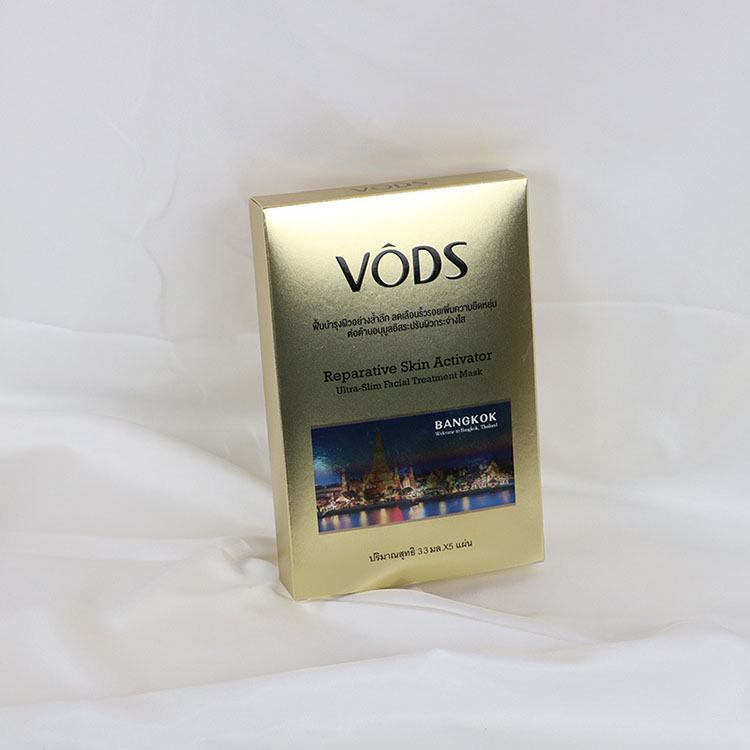 VÔDS
VÔDS
ฟื้นบำรุงผิวอย่างล้ำลึก ลดเลือนริ้วรอยเพิ่มความยืดหยุ่น
ต่อต้านอนุมูลอิสระปรับผิวกระจ่างใส
Reparative Skin Activator
Ultra-Slim Facial Treatment Mask
BANGKOK
Welcome to Bangkok, Thailand
ปริมาณสุทธิ 33 มล. X5 แผ่น